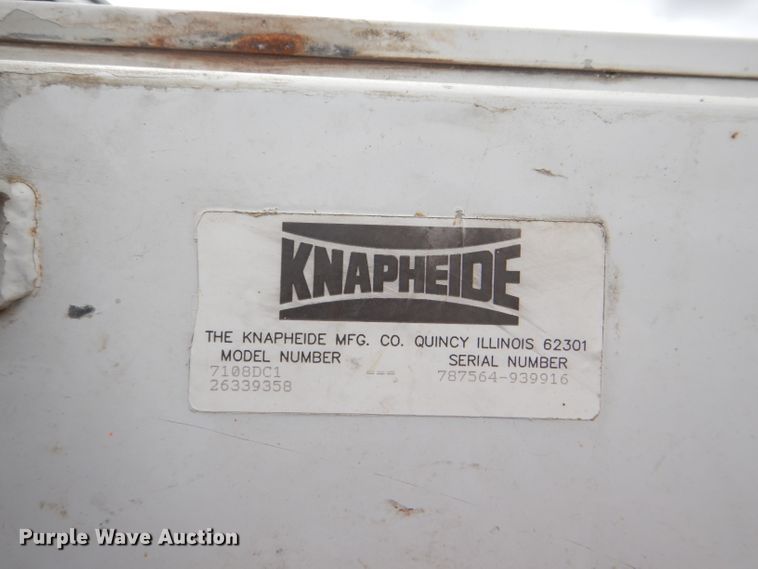 KNAPHEIDE
THE KNAPHEIDE MFG. CO. QUINCY ILLINOIS 62301
MODEL NUMBER SERIAL NUMBER
7108DC1 --- 787564-939916
26339358
Purple Wave Auction